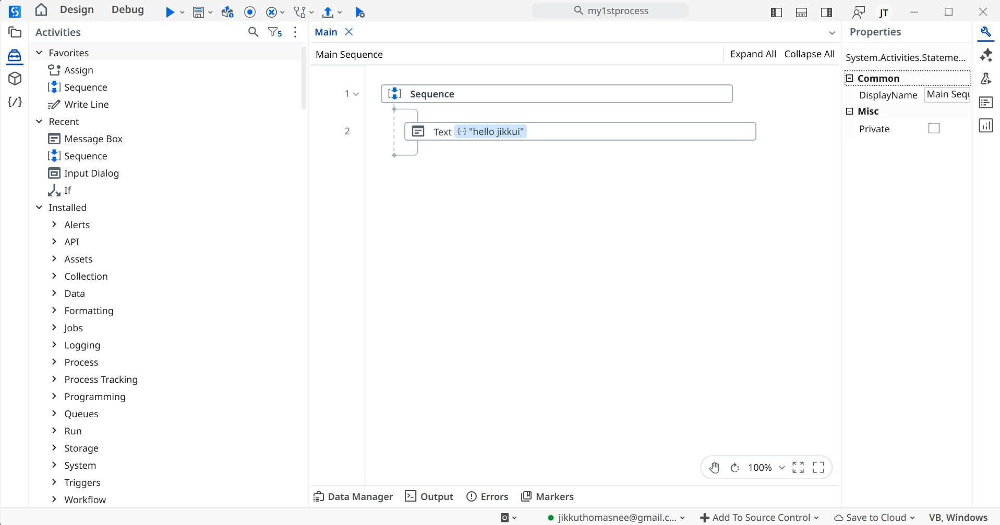 Design
Debug
my1stprocess
JT
Activities
5
Main
Properties
Main Sequence
Expand All
Collapse All
System.Activities.Stateme...
Favorites
Assign
Sequence
Write Line
Recent
Message Box
Sequence
Input Dialog
If
Installed
Alerts
API
Assets
Collection
Data
Formatting
Jobs
Logging
Process
Process Tracking
Programming
Queues
Run
Storage
System
Triggers
Workflow
1
Sequence
2
Text {··} "hello jikkui"
Common
DisplayName
Main Sequ
Misc
Private
100%
Data Manager
Output
Errors
Markers
jikkuthomasnee@gmail.c...
Add To Source Control
Save to Cloud
VB, Windows